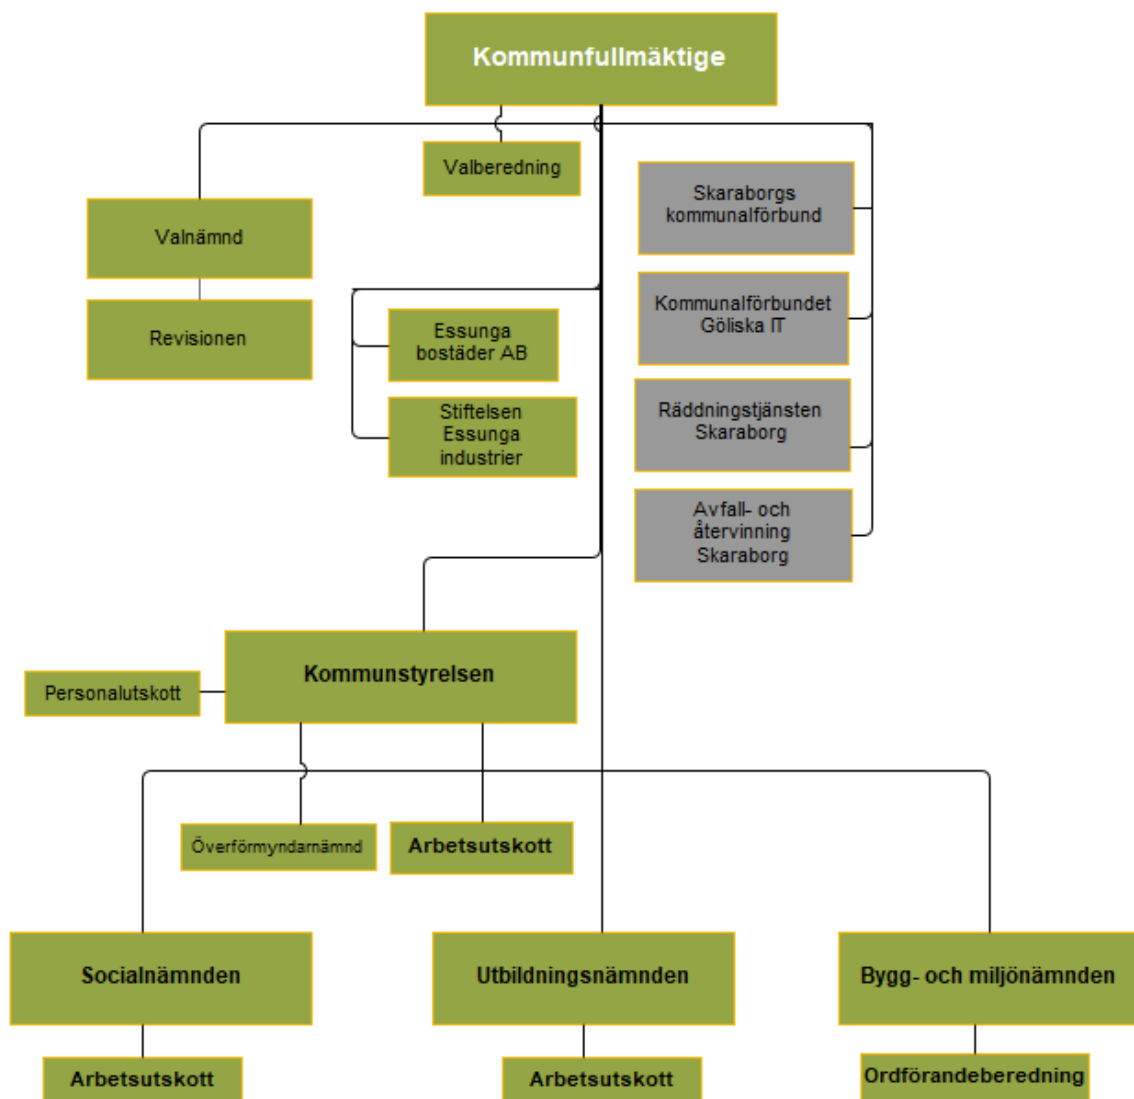 Kommunfullmäktige
Valberedning
Skaraborgs
kommunalförbund
Valnämnd
Kommunalförbundet
Göliska IT
Revisionen
Essunga
bostäder AB
Räddningstjänsten
Skaraborg
Stiftelsen
Essunga
industrier
Avfall- och
återvinning
Skaraborg
Kommunstyrelsen
Personalutskott
Överförmyndarnämnd
Arbetsutskott
Socialnämnden
Utbildningsnämnden
Bygg- och miljönämnden
Arbetsutskott
Arbetsutskott
Ordförandeberedning